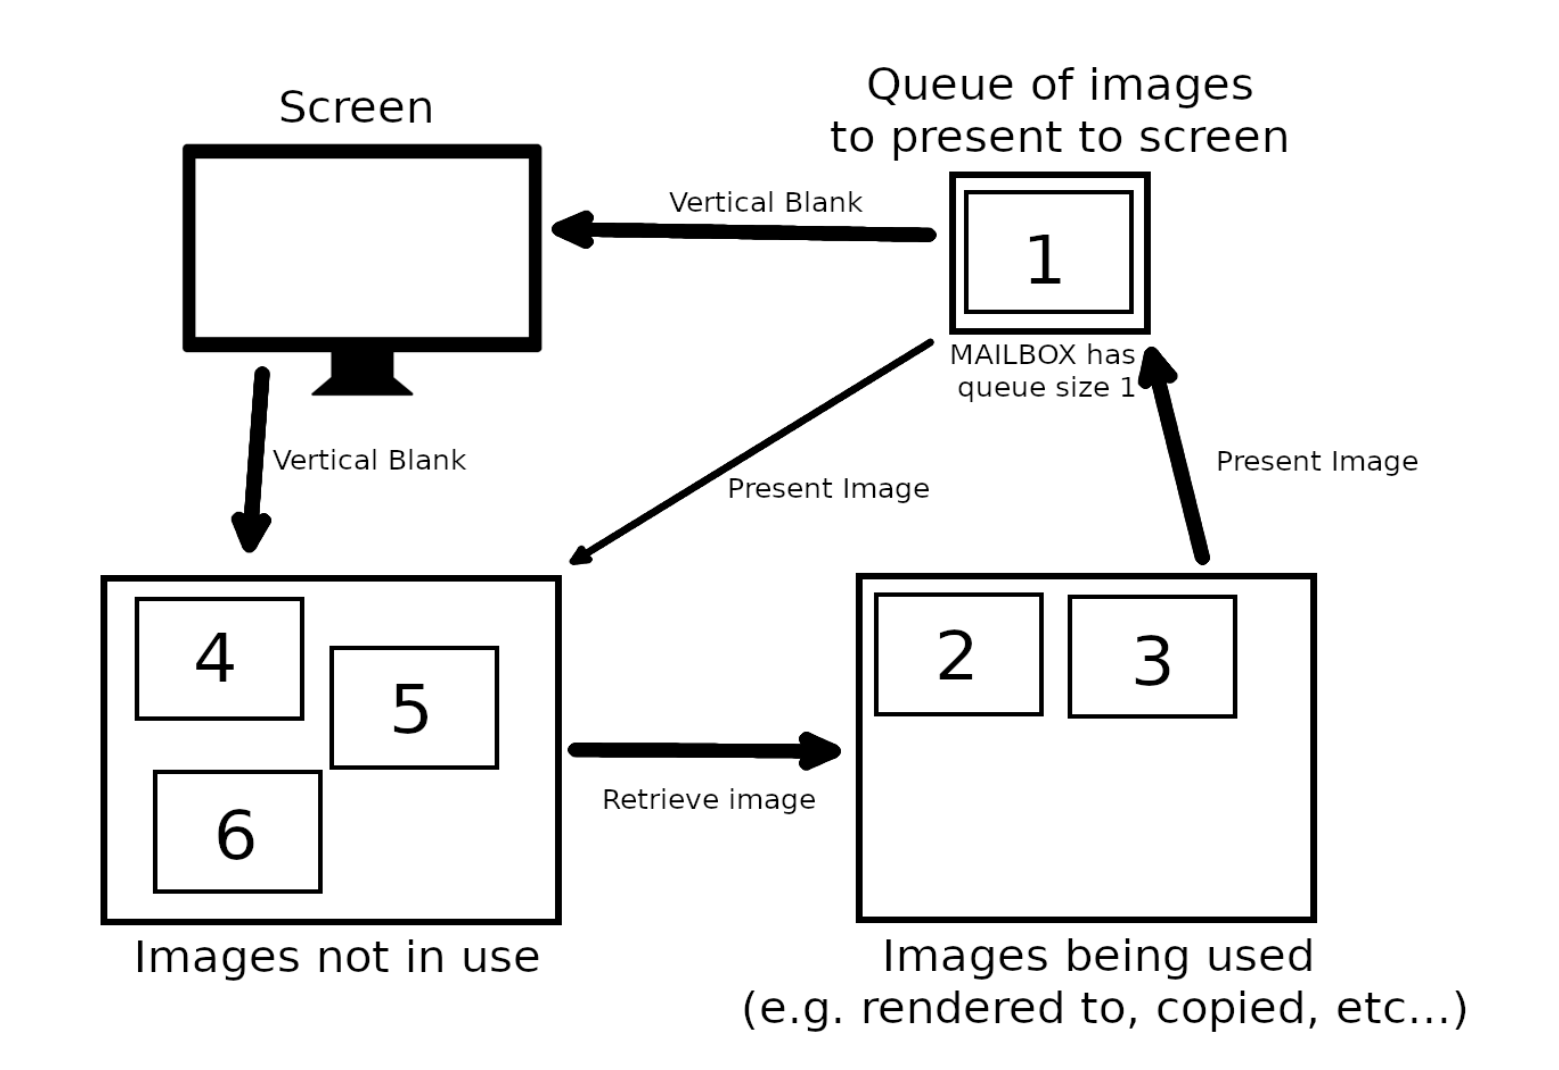 Screen
Queue of images
to present to screen
Vertical Blank
1
MAILBOX has
queue size 1
Vertical Blank
Present Image
Present Image
4
5
6
2
3
Retrieve image
Images not in use
Images being used
(e.g. rendered to, copied, etc...)